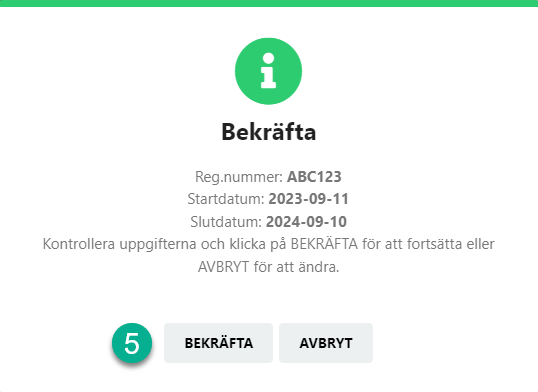 Bekräfta
Reg.nummer: ABC123
Startdatum: 2023-09-11
Slutdatum: 2024-09-10
Kontrollera uppgifterna och klicka på BEKRÄFTA för att fortsätta eller
AVBRYT för att ändra.
5 BEKRÄFTA AVBRYT